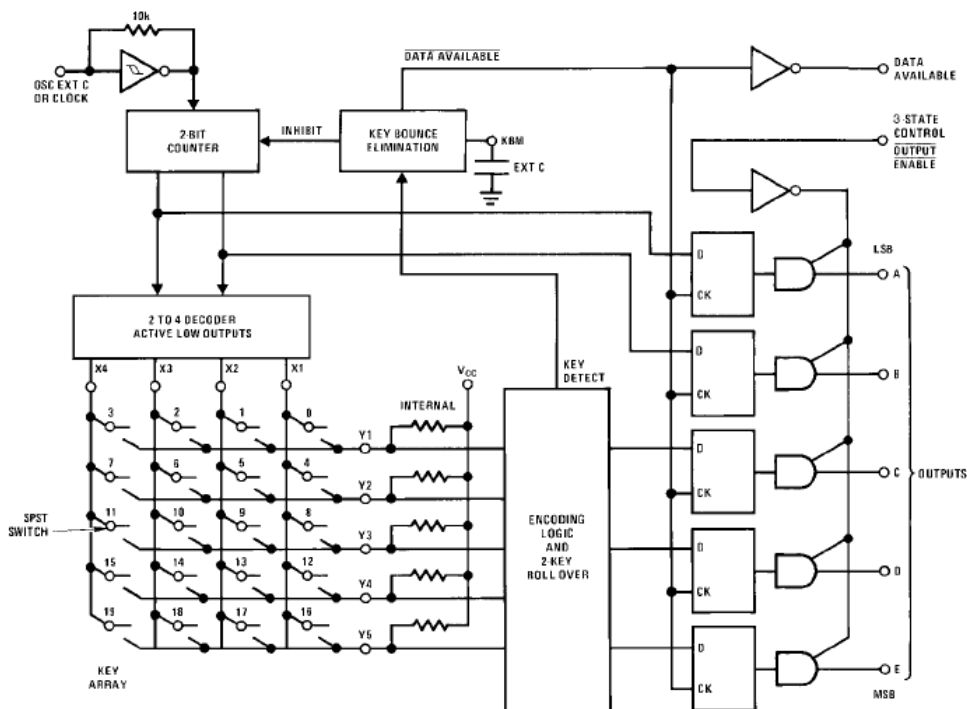 10k
OSC EXT C
OR CLOCK
2-BIT
COUNTER
INHIBIT
KEY BOUNCE
ELIMINATION
DATA AVAILABLE
KBM
EXT C
DATA
AVAILABLE
3-STATE
CONTROL
OUTPUT
ENABLE
2 TO 4 DECODER
ACTIVE LOW OUTPUTS
X4
X3
X2
X1
KEY
DETECT
VCC
INTERNAL
3
2
1
0
Y1
7
6
5
4
Y2
SPST
SWITCH
11
10
9
8
Y3
15
14
13
12
Y4
19
18
17
16
Y5
KEY
ARRAY
ENCODING
LOGIC
AND
2-KEY
ROLL OVER
D
CK
LSB
A
D
CK
B
D
CK
C
OUTPUTS
D
CK
D
D
CK
E
MSB